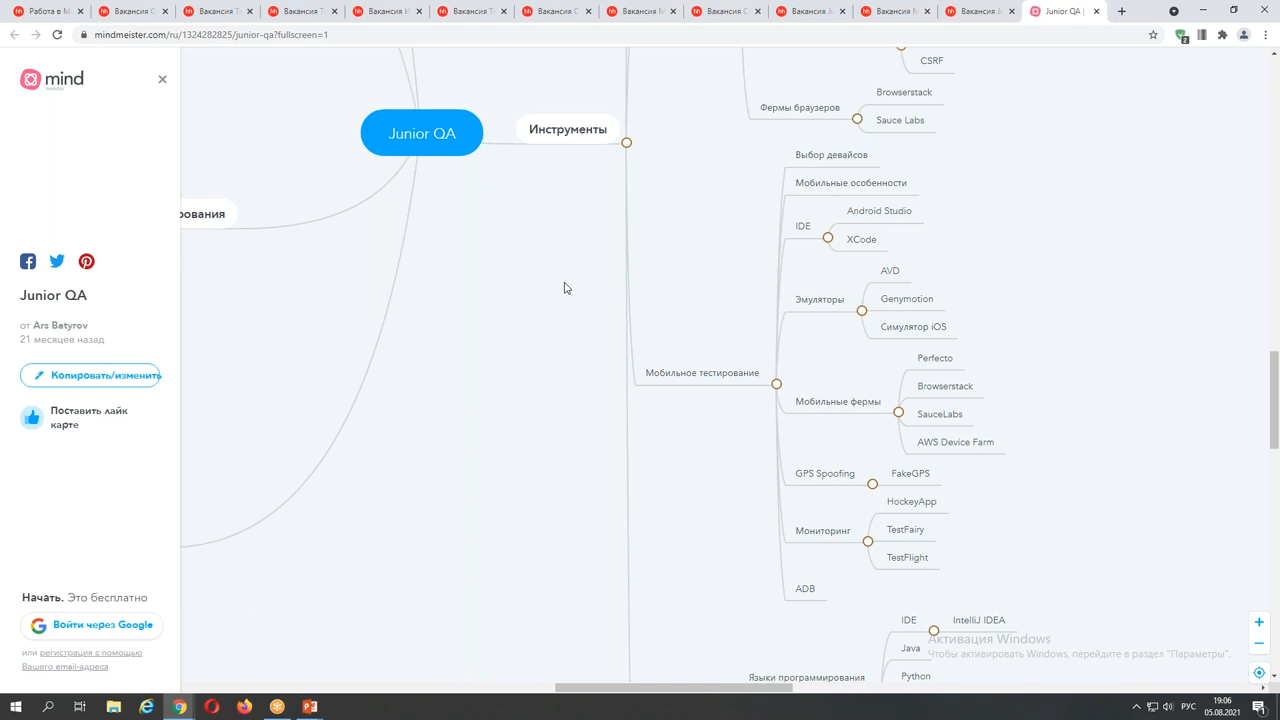 Работа в М
Вакансия С
Вакансия Т
Вакансия Т
Вакансия И
Вакансия Т
Вакансия С
Вакансия М
Вакансия С
Вакансия Ju
Вакансия М
Вакансия Ju
Junior QA |
mindmeister.com/ru/1324282825/junior-qa?fullscreen=1
2
mind
meister
Junior QA
от Ars Batyrov
21 месяцев назад
Копировать/изменить
Поставить лайк
карте
Начать. Это бесплатно
Войти через Google
или регистрация с помощью
Вашего email-адреса
Junior QA
рования
Инструменты
CSRF
Фермы браузеров
Browserstack
Sauce Labs
Мобильное тестирование
Выбор девайсов
Мобильные особенности
IDE
Android Studio
XCode
Эмуляторы
AVD
Genymotion
Симулятор iOS
Мобильные фермы
Perfecto
Browserstack
SauceLabs
AWS Device Farm
GPS Spoofing
FakeGPS
Мониторинг
HockeyApp
TestFairy
TestFlight
ADB
Языки программирования
IDE
IntelliJ IDEA
Java
Python
Активация Windows
Чтобы активировать Windows, перейдите в раздел "Параметры".
РУС
19:06
05.08.2021
1